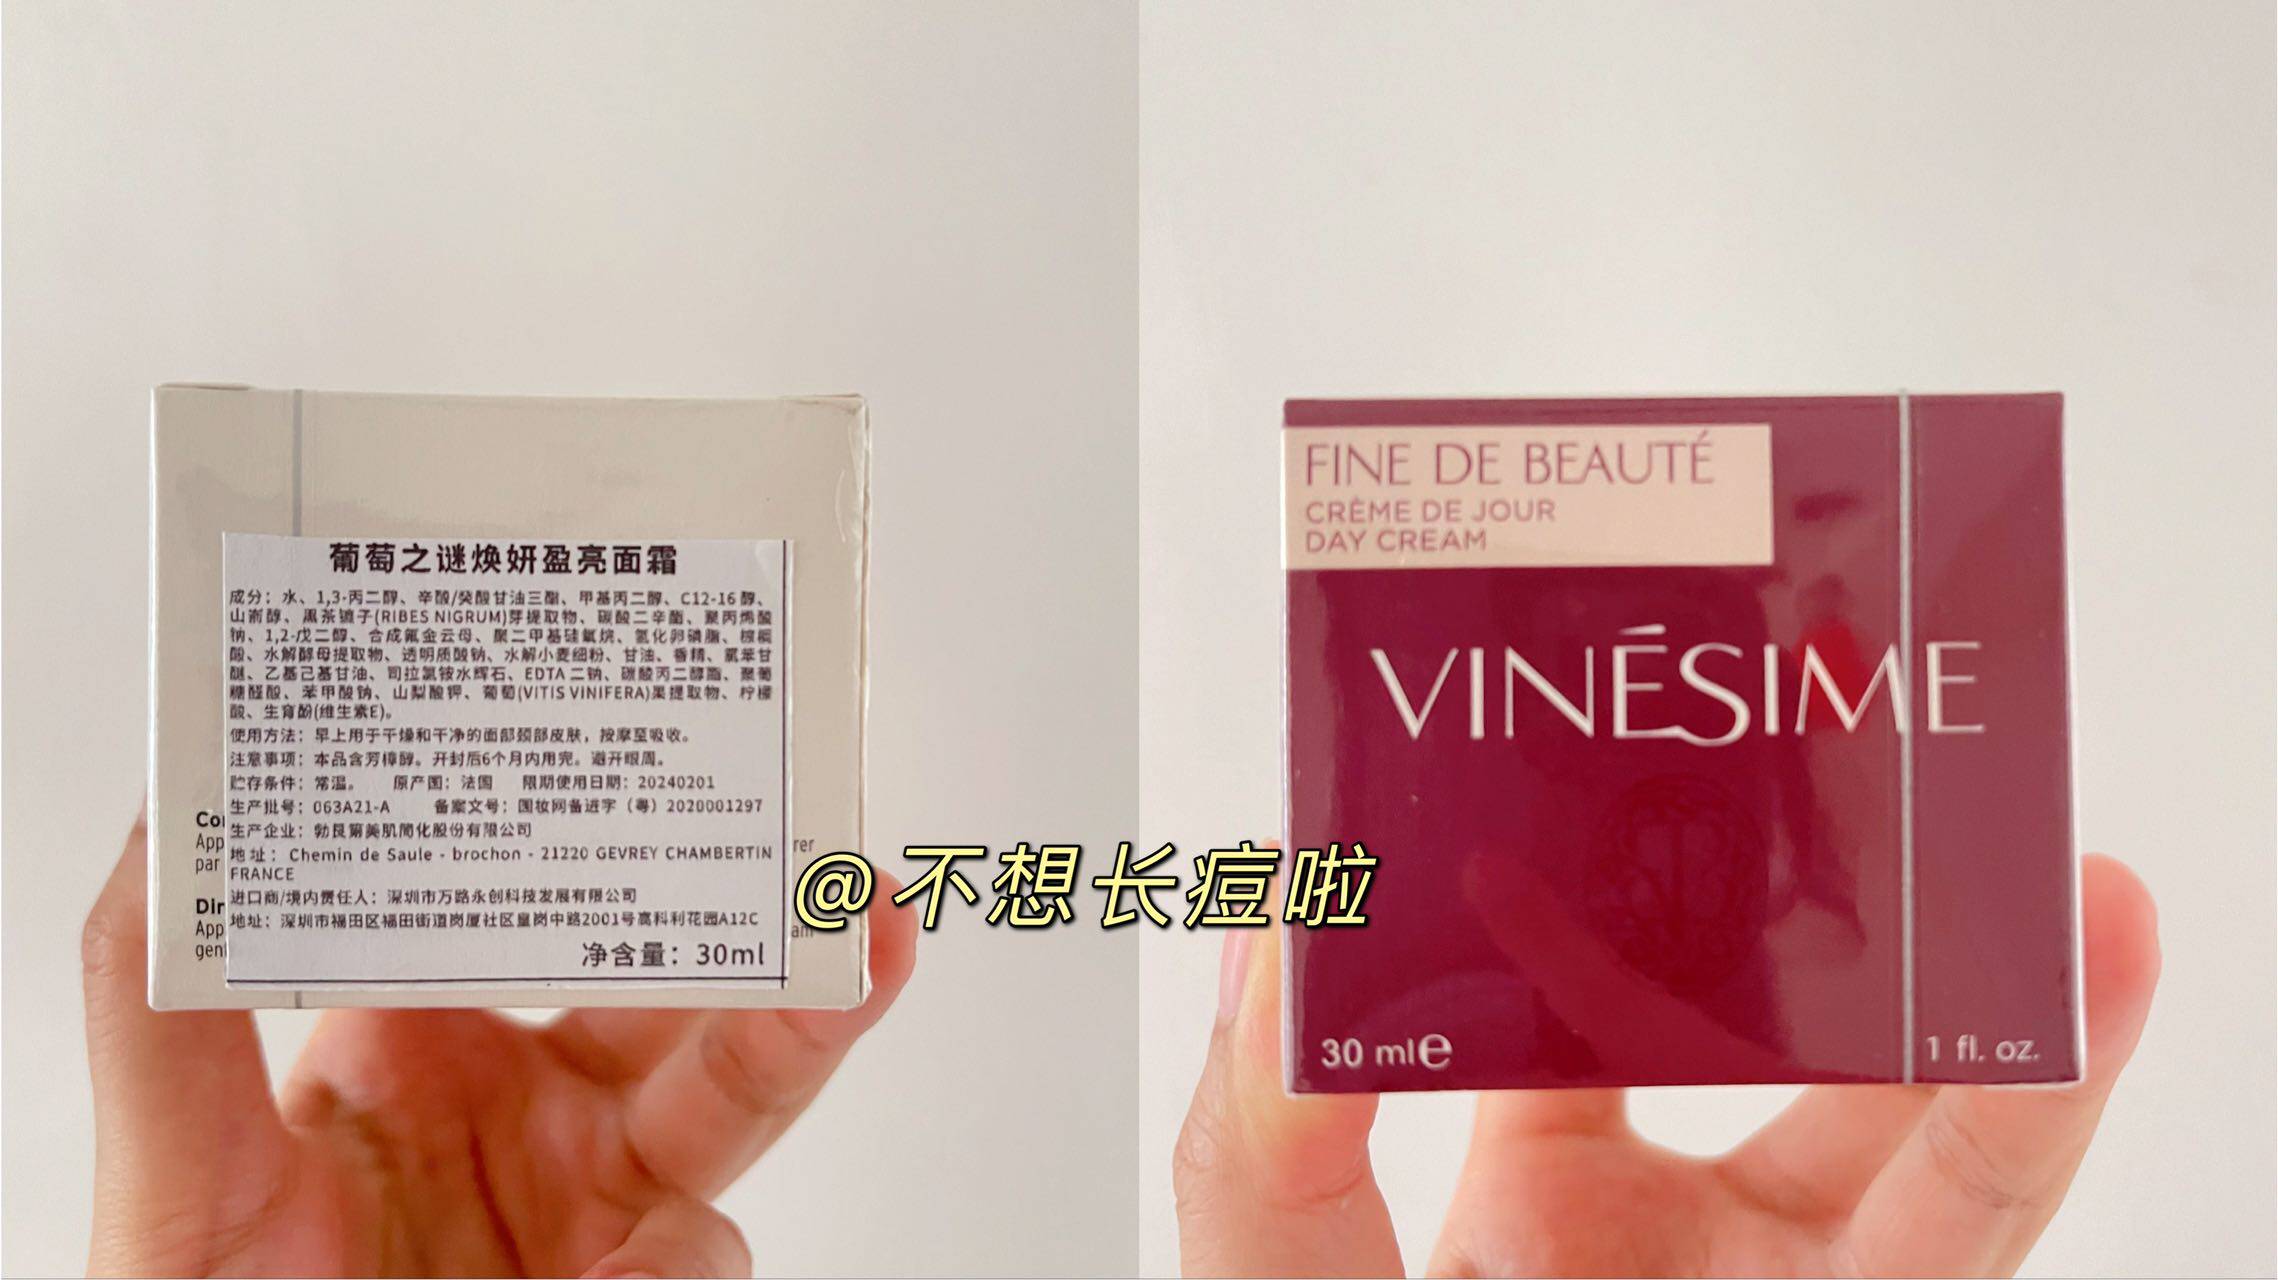 葡萄之谜焕妍盈亮面霜
成分：水、1,3-丙二醇、辛酸/癸酸甘油三酯、甲基丙二醇、C12-16 醇、
山嵛醇、黑茶镳子(RIBES NIGRUM)芽提取物、碳酸二辛酯、聚丙烯酸
钠、1,2-戊二醇、合成氟金云母、聚二甲基硅氧烷、氢化卵磷脂、棕榈
酸、水解酵母提取物、透明质酸钠、水解小麦细粉、甘油、香精、氯苯甘
醚、乙基己基甘油、司拉氯铵水辉石、EDTA 二钠、碳酸丙二醇酯、聚葡
糖醛酸、苯甲酸钠、山梨酸钾、葡萄(VITIS VINIFERA)果提取物、柠檬
酸、生育酚(维生素E)。
使用方法：早上用于干燥和干净的面部颈部皮肤，按摩至吸收。
注意事项：本品含芳樟醇。开封后6个月内用完。避开眼周。
贮存条件：常温。 原产国：法国 限期使用日期：20240201
生产批号：063A21-A 备案文号：国妆网备进字（粤）2020001297
生产企业：勃艮第美肌简化股份有限公司
地址：Chemin de Saule - brochon - 21220 GEVREY CHAMBERTIN
FRANCE
进口商/境内责任人：深圳市万路永创科技发展有限公司
地址：深圳市福田区福田街道岗厦社区皇岗中路2001号高科利花园A12C
净含量：30ml
par
@不想长痘啦
FINE DE BEAUTÉ
CRÈME DE JOUR
DAY CREAM
VINÉSIME
30 ml e
1 fl. oz.